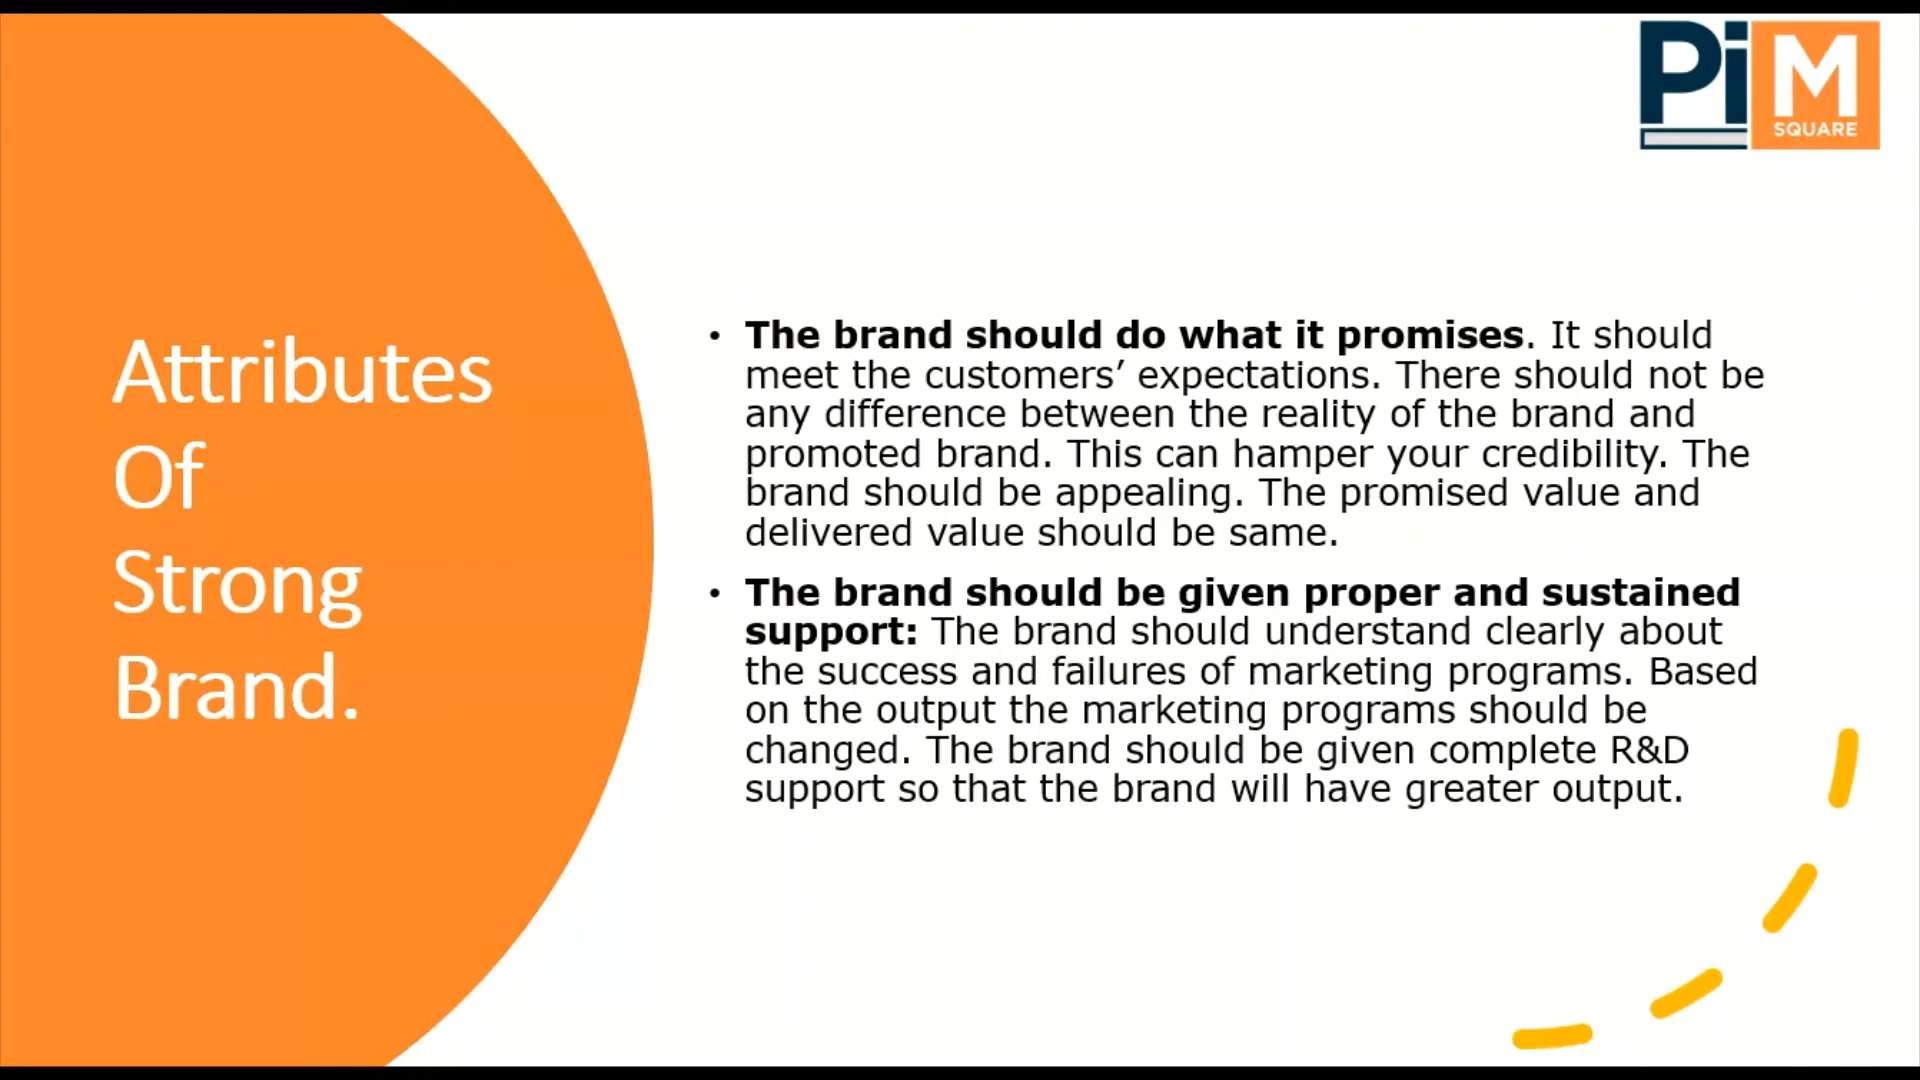 Pi M
SQUARE
Attributes
Of
Strong
Brand.
• The brand should do what it promises. It should
meet the customers’ expectations. There should not be
any difference between the reality of the brand and
promoted brand. This can hamper your credibility. The
brand should be appealing. The promised value and
delivered value should be same.
• The brand should be given proper and sustained
support: The brand should understand clearly about
the success and failures of marketing programs. Based
on the output the marketing programs should be
changed. The brand should be given complete R&D
support so that the brand will have greater output.